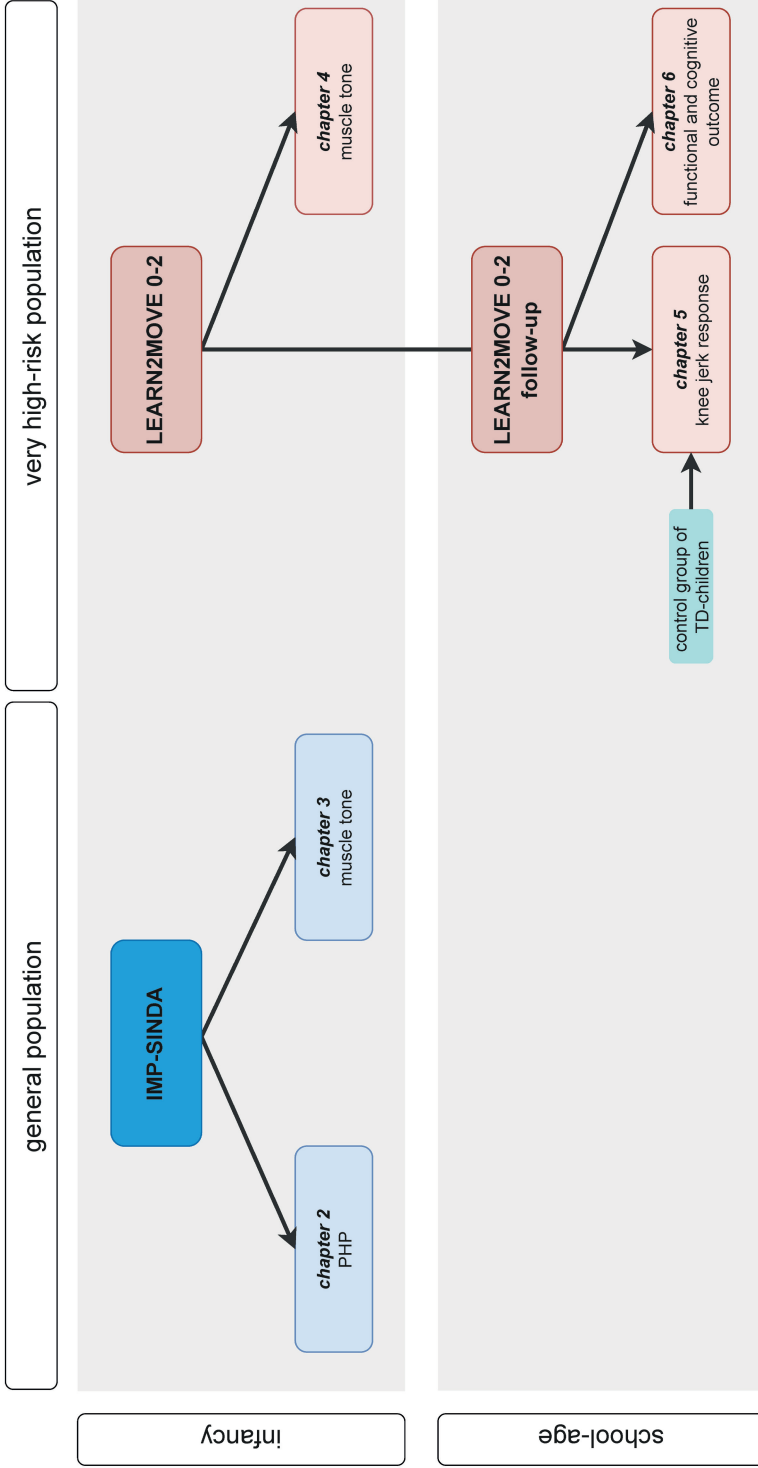 general population
very high-risk population
infancy
IMP-SINDA
LEARN2MOVE 0-2
chapter 2
PHP
chapter 3
muscle tone
chapter 4
muscle tone
school-age
LEARN2MOVE 0-2
follow-up
control group of
TD-children
chapter 5
knee jerk response
chapter 6
functional and cognitive
outcome